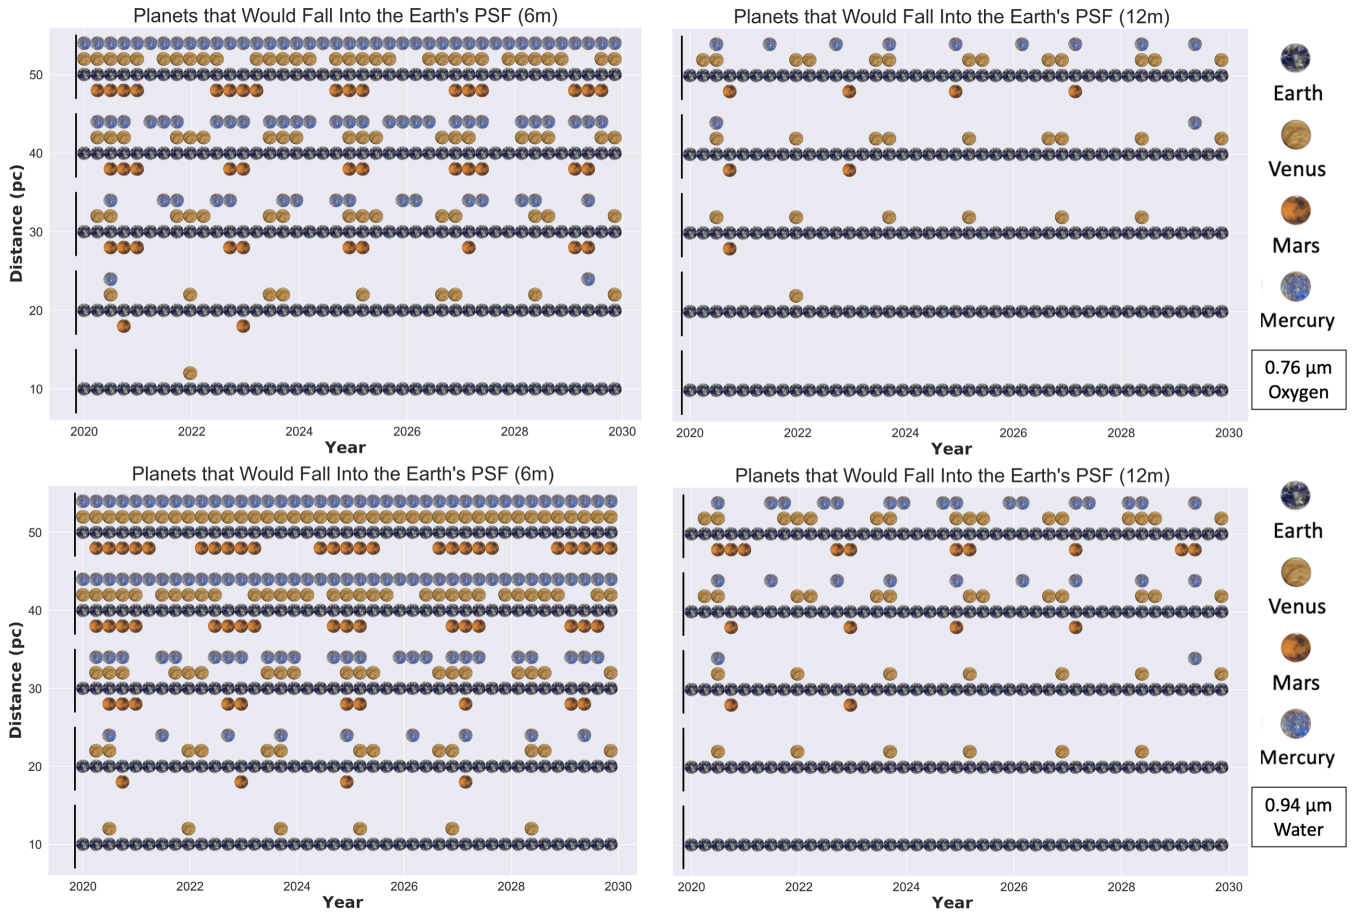 Planets that Would Fall Into the Earth's PSF (6m)
Distance (pc)
50
40
30
20
10
2020 2022 2024 2026 2028 2030
Year
Planets that Would Fall Into the Earth's PSF (12m)
2020 2022 2024 2026 2028 2030
Year
Earth
Venus
Mars
Mercury
0.76 µm
Oxygen
Planets that Would Fall Into the Earth's PSF (6m)
Distance (pc)
50
40
30
20
10
2020 2022 2024 2026 2028 2030
Year
Planets that Would Fall Into the Earth's PSF (12m)
2020 2022 2024 2026 2028 2030
Year
Earth
Venus
Mars
Mercury
0.94 µm
Water